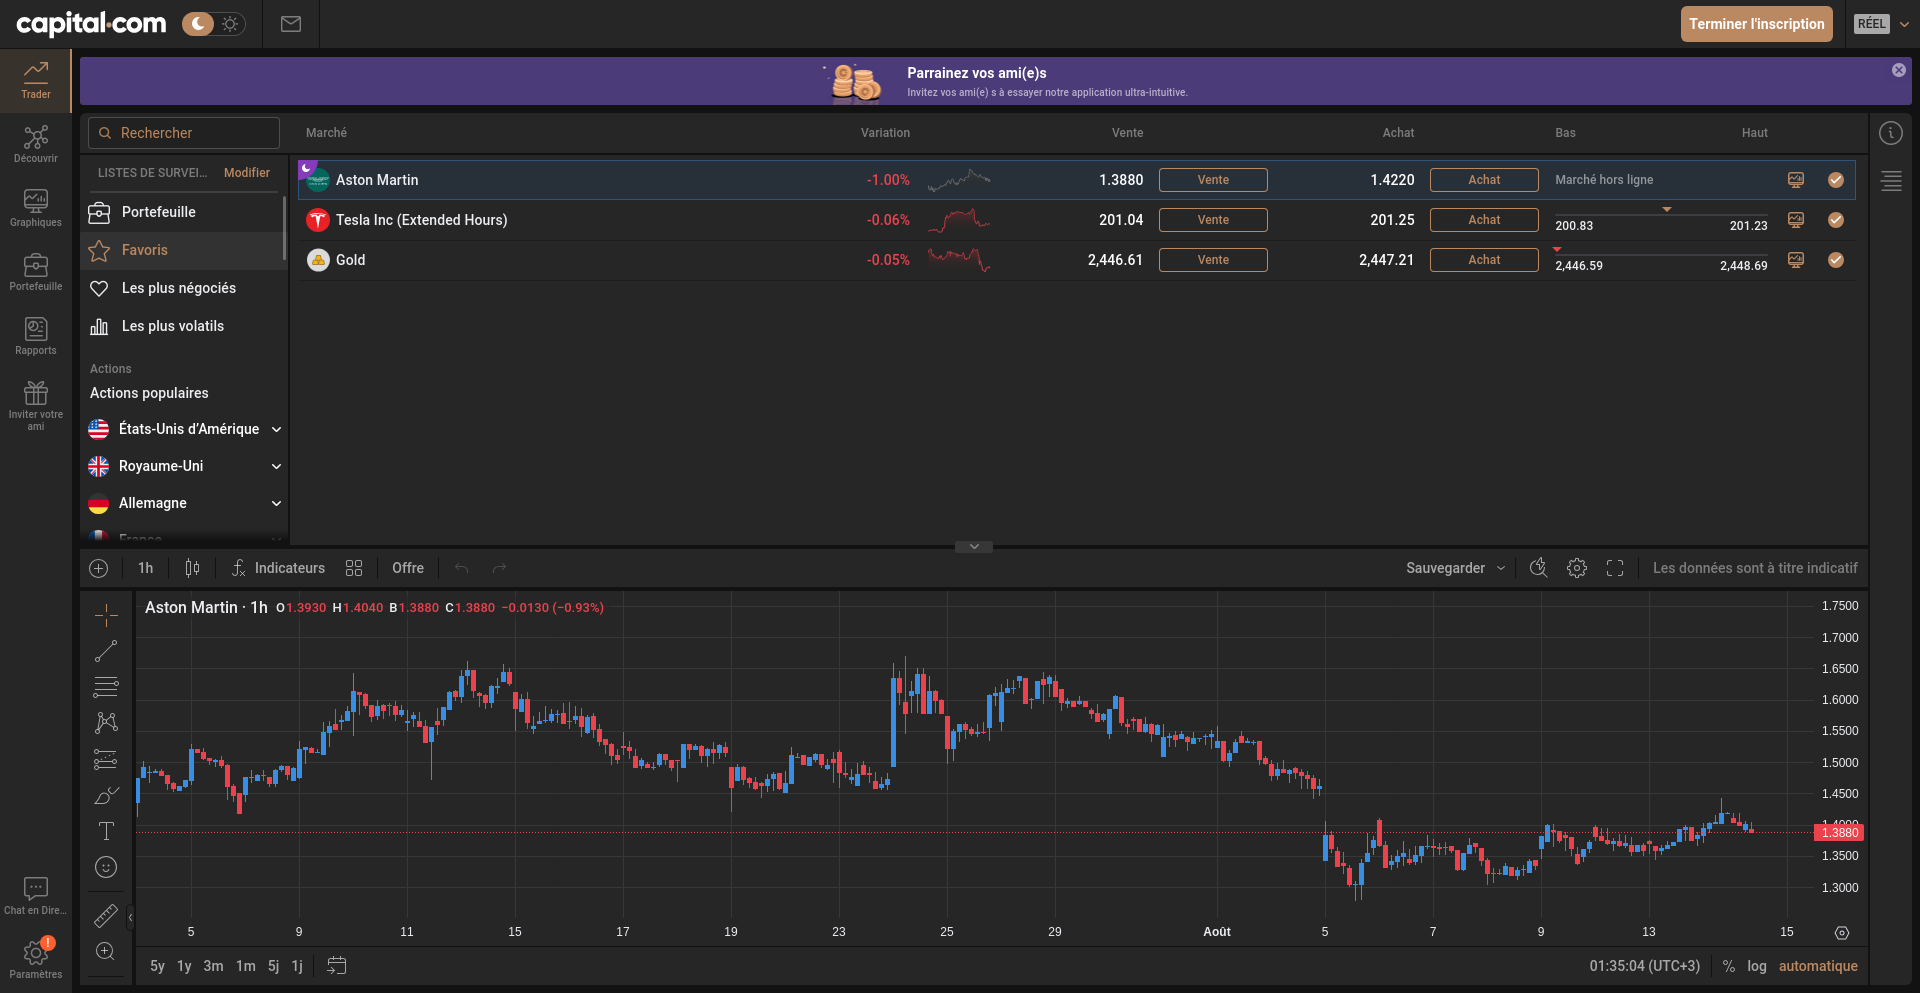 capital.com
Terminer l'inscription
RÉEL
Trader
Découvrir
Graphiques
Portefeuille
Rapports
Inviter votre
ami
Chat en Dire...
Paramètres
Parrainez vos ami(e)s
Invitez vos ami(e) s à essayer notre application ultra-intuitive.
Rechercher
Marché Variation Vente Achat Bas Haut
LISTES DE SURVEI... Modifier
Portefeuille
Favoris
Les plus négociés
Les plus volatils
Actions
Actions populaires
États-Unis d'Amérique
Royaume-Uni
Allemagne
France
Aston Martin -1.00% 1.3880 Vente 1.4220 Achat Marché hors ligne
Tesla Inc (Extended Hours) -0.06% 201.04 Vente 201.25 Achat 200.83 201.23
Gold -0.05% 2,446.61 Vente 2,447.21 Achat 2,446.59 2,448.69
1h Indicateurs Offre Sauvegarder Les données sont à titre indicatif
Aston Martin · 1h O1.3930 H1.4040 B1.3880 C1.3880 −0.0130 (−0.93%)
1.7500
1.7000
1.6500
1.6000
1.5500
1.5000
1.4500
1.4000
1.3880
1.3500
1.3000
5 9 11 15 17 19 23 25 29 Août 5 7 9 13 15
5y 1y 3m 1m 5j 1j 01:35:04 (UTC+3) % log automatique